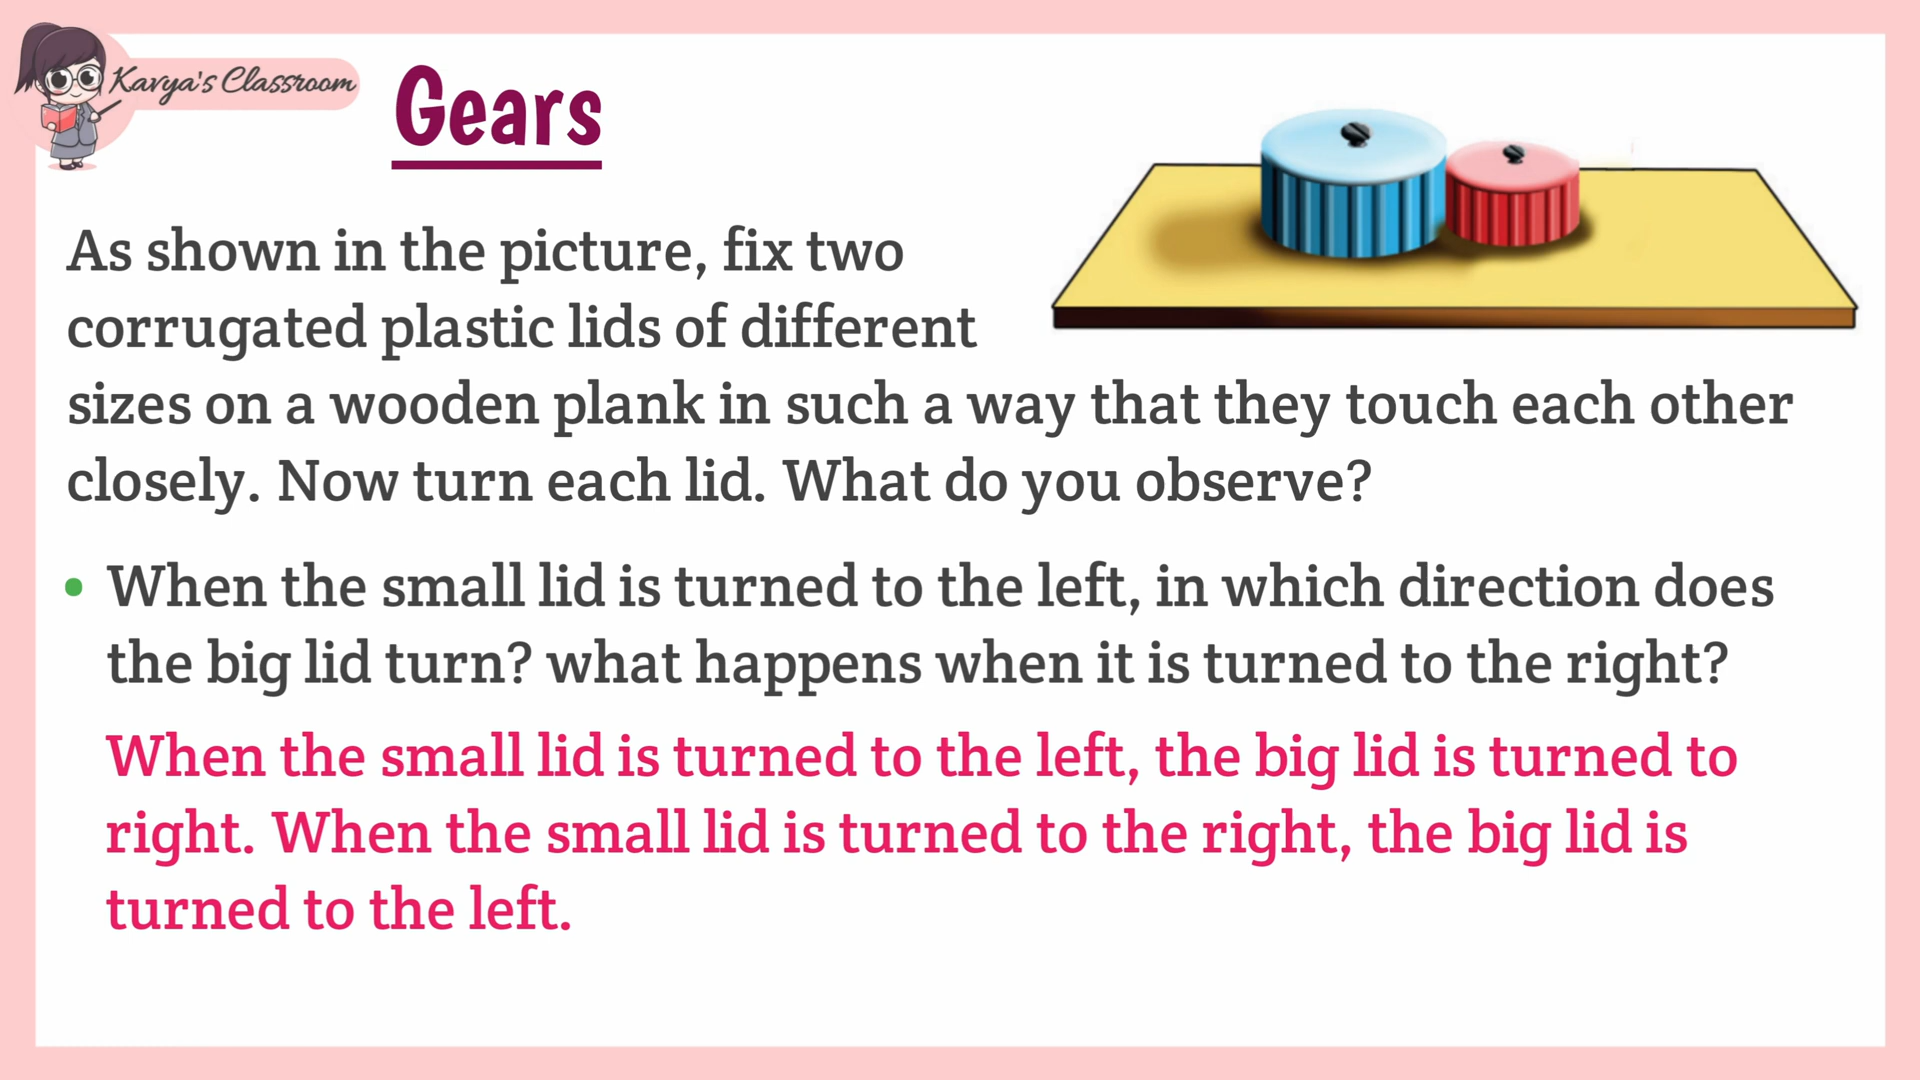 Kavya's Classroom
Gears
As shown in the picture, fix two
corrugated plastic lids of different
sizes on a wooden plank in such a way that they touch each other
closely. Now turn each lid. What do you observe?
• When the small lid is turned to the left, in which direction does
the big lid turn? what happens when it is turned to the right?
When the small lid is turned to the left, the big lid is turned to
right. When the small lid is turned to the right, the big lid is
turned to the left.